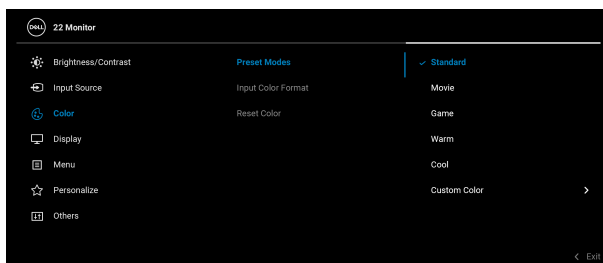 DELL 22 Monitor
Brightness/Contrast Preset Modes Standard
Input Source Input Color Format Movie
Color Reset Color Game
Display Warm
Menu Cool
Personalize Custom Color
Others
Exit